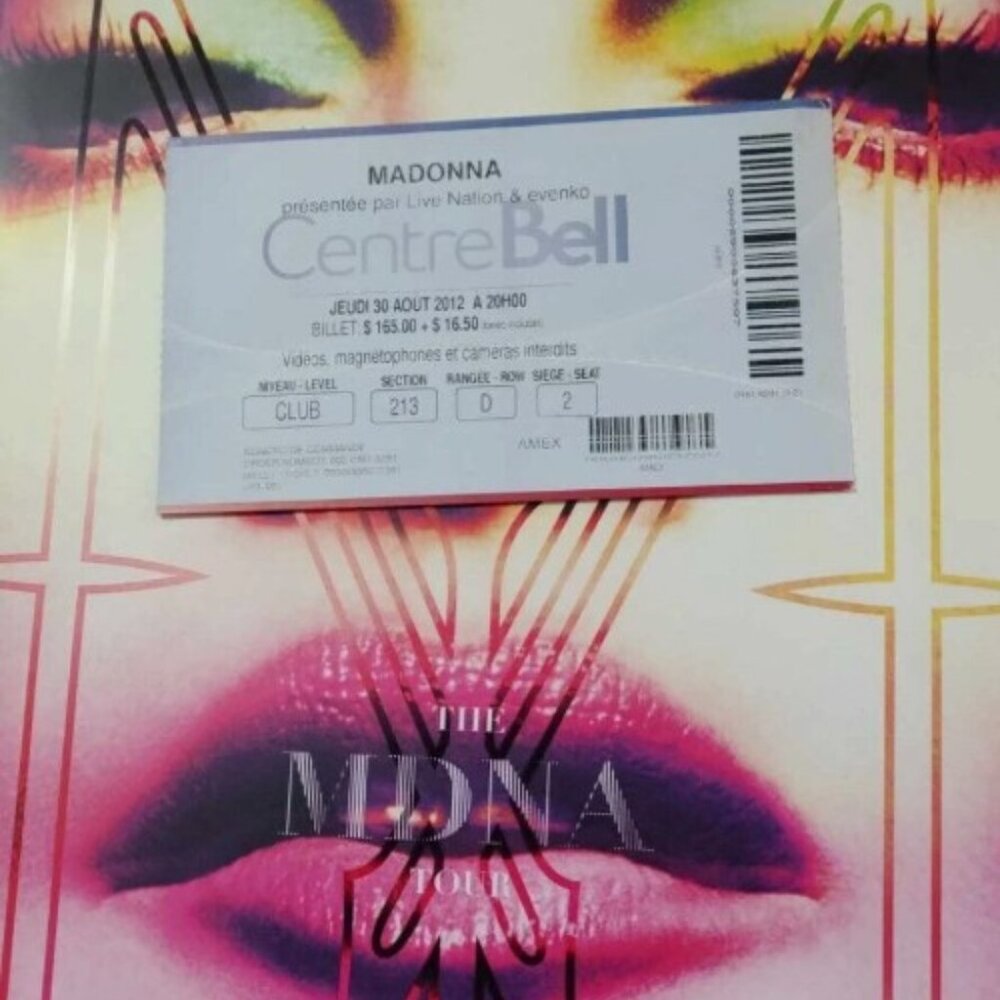 MADONNA
présentée par Live Nation & evenko
CentreBell
JEUDI 30 AOUT 2012 A 20H00
BILLET $ 165.00 + $ 16.50
Videos, magnetophones et cameras interdits
NIVEAU - LEVEL SECTION RANGEE - ROW SIEGE - SEAT
CLUB 213 D 2
AMEX
AMEX
THE
MDNA
TOUR